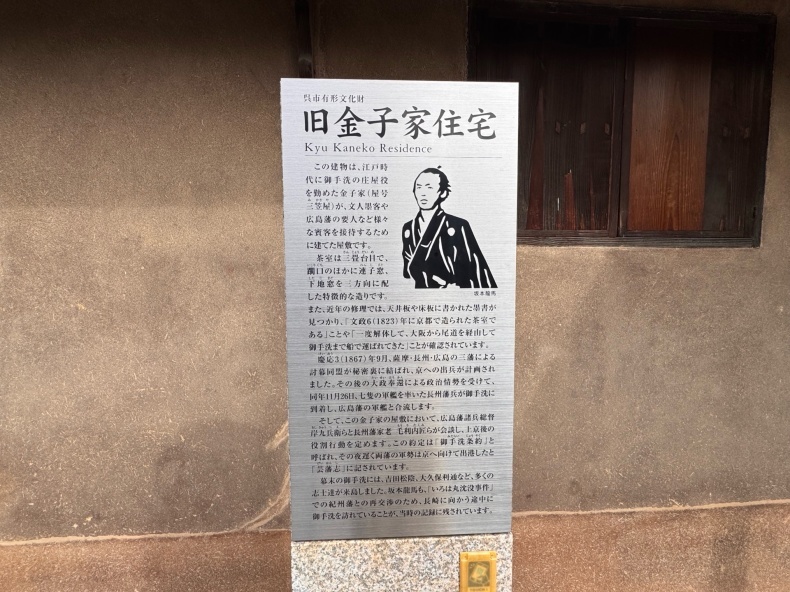 呉市有形文化財
旧金子家住宅
Kyu Kaneko Residence
この建物は、江戸時
代に御手洗の庄屋役
を勤めた金子家(屋号
三笠屋)が、文人墨客や
広島藩の要人など様々
な賓客を接待するため
に建てた屋敷です。
茶室は三畳台目で、
躙口のほかに連子窓、
下地窓を三方向に配
した特徴的な造りです。
坂本龍馬
また、近年の修理では、天井板や床板に書かれた墨書が
見つかり、「文政6(1823)年に京都で造られた茶室で
ある」ことや「一度解体して、大阪から尾道を経由して
御手洗まで船で運ばれてきた」ことが確認されています。
慶応3(1867)年9月、薩摩・長州・広島の三藩による
討幕同盟が秘密裏に結ばれ、京への出兵が計画され
ました。その後の大政奉還による政治情勢を受けて、
同年11月26日、七隻の軍艦を率いた長州藩兵が御手洗に
到着し、広島藩の軍艦と合流します。
そして、この金子家の屋敷において、広島藩諸兵総督
岸九兵衛らと長州藩家老 毛利内匠らが会談し、上京後の
役割行動を定めます。この約定は「御手洗条約」と
呼ばれ、その夜遅く両藩の軍勢は京へ向けて出港したと
「芸藩志」に記されています。
幕末の御手洗には、吉田松陰、大久保利通など、多くの
志士達が来島しました。坂本龍馬も、「いろは丸沈没事件」
での紀州藩との再交渉のため、長崎に向かう途中に
御手洗を訪れていることが、当時の記録に残されています。